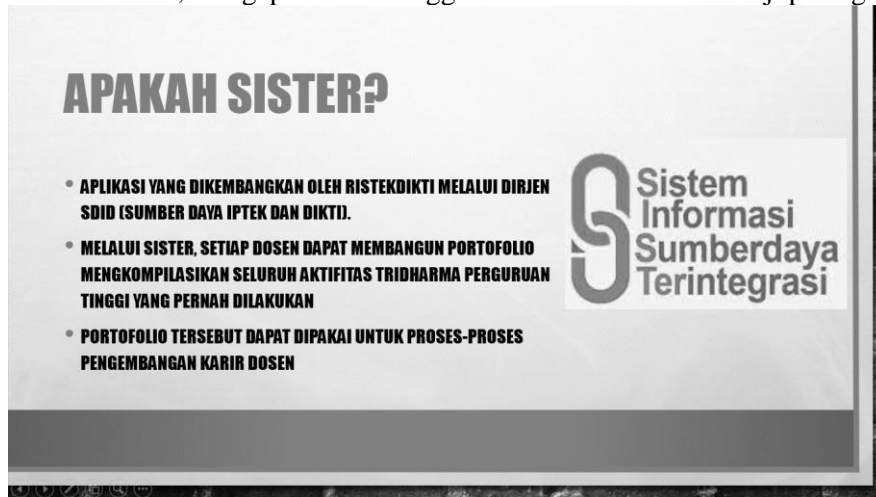 APAKAH SISTER?
• APLIKASI YANG DIKEMBANGKAN OLEH RISTEKDIKTI MELALUI DIRJEN
SDID (SUMBER DAYA IPTEK DAN DIKTI).
• MELALUI SISTER, SETIAP DOSEN DAPAT MEMBANGUN PORTOFOLIO
MENGKOMPILASIKAN SELURUH AKTIFITAS TRIDHARMA PERGURUAN
TINGGI YANG PERNAH DILAKUKAN
• PORTOFOLIO TERSEBUT DAPAT DIPAKAI UNTUK PROSES-PROSES
PENGEMBANGAN KARIR DOSEN
Sistem
Informasi
Sumberdaya
Terintegrasi